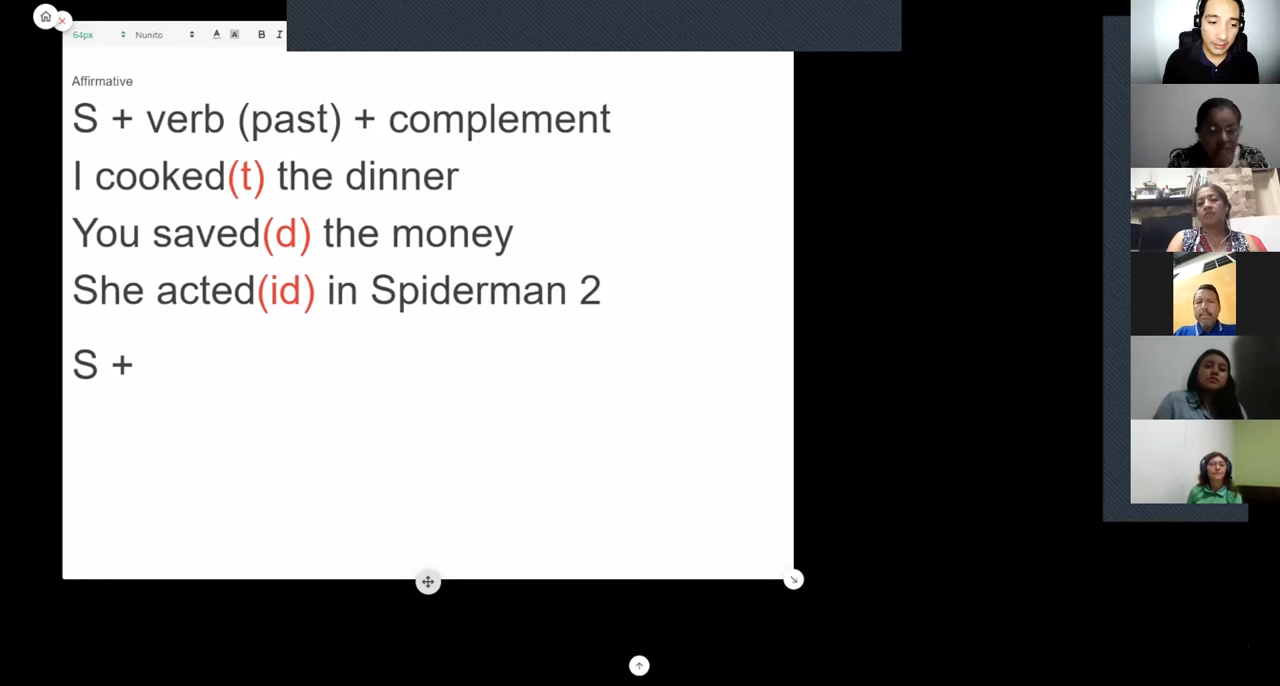 64px Nunito A A B I
Affirmative
S + verb (past) + complement
I cooked(t) the dinner
You saved(d) the money
She acted(id) in Spiderman 2
S +